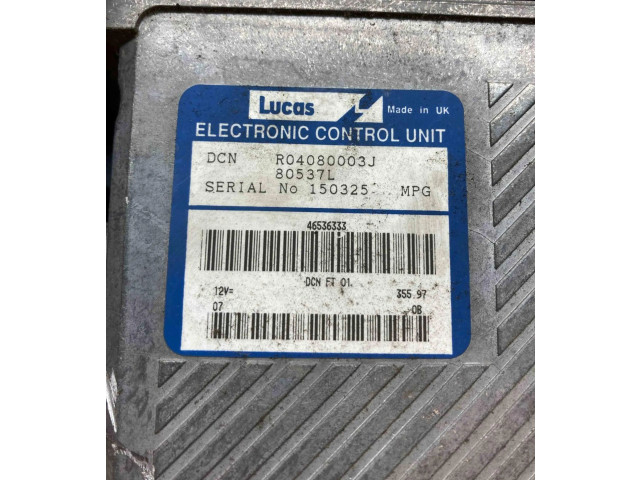 Lucas
Made in UK
ELECTRONIC CONTROL UNIT
DCN R04080003J
80537L
SERIAL No 150325 MPG
46536333
DCN FT 01.
12V= 355.97
07 OB